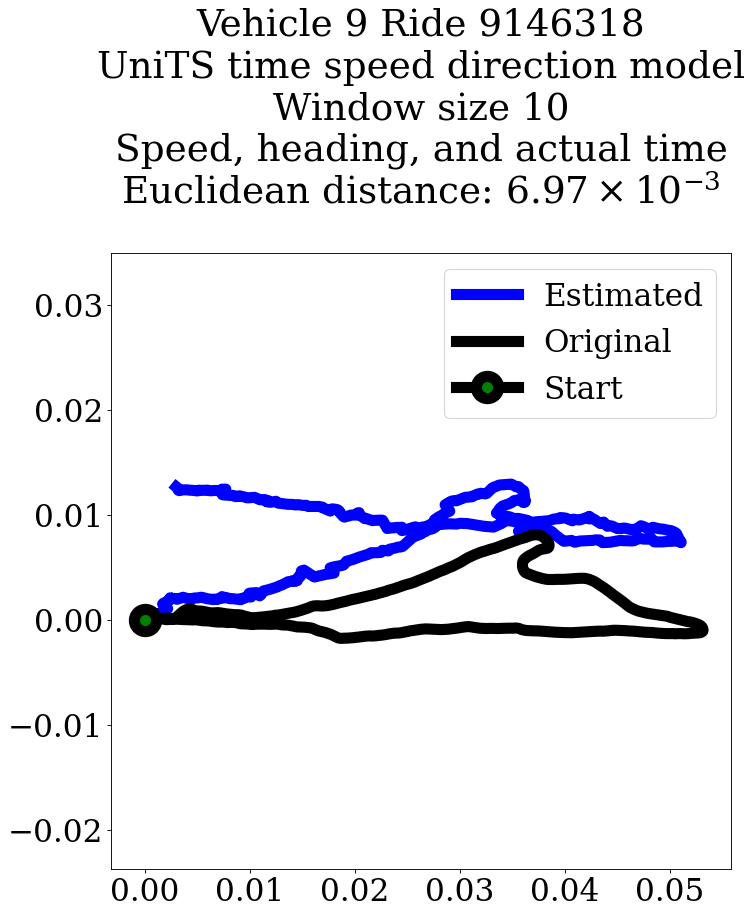 Vehicle 9 Ride 9146318
UniTS time speed direction model
Window size 10
Speed, heading, and actual time
Euclidean distance: 6.97 × 10⁻³
Estimated
Original
Start
0.03
0.02
0.01
0.00
−0.01
−0.02
0.00 0.01 0.02 0.03 0.04 0.05